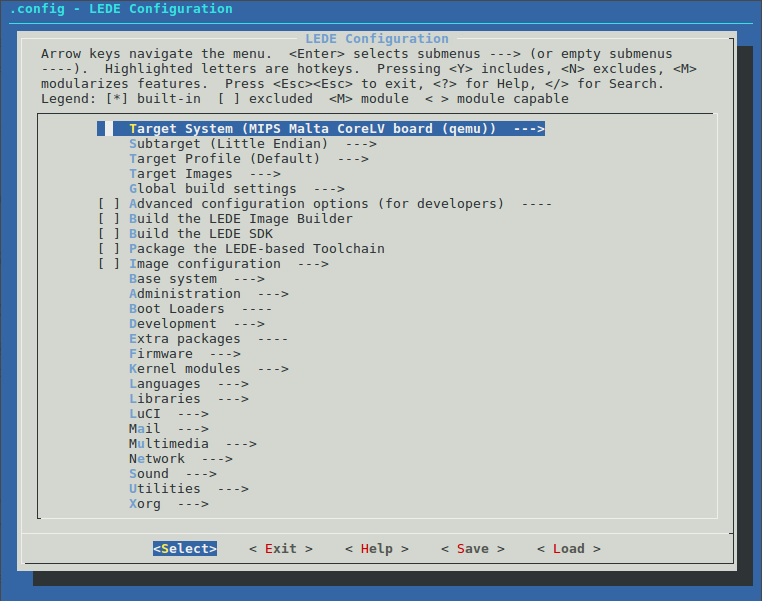 .config - LEDE Configuration
LEDE Configuration
Arrow keys navigate the menu.  <Enter> selects submenus ---> (or empty submenus
----).  Highlighted letters are hotkeys.  Pressing <Y> includes, <N> excludes, <M>
modularizes features.  Press <Esc><Esc> to exit, <?> for Help, </> for Search.
Legend: [*] built-in  [ ] excluded  <M> module  < > module capable
Target System (MIPS Malta CoreLV board (qemu))  --->
Subtarget (Little Endian)  --->
Target Profile (Default)  --->
Target Images  --->
Global build settings  --->
[ ] Advanced configuration options (for developers)  ----
[ ] Build the LEDE Image Builder
[ ] Build the LEDE SDK
[ ] Package the LEDE-based Toolchain
[ ] Image configuration  --->
Base system  --->
Administration  --->
Boot Loaders  ----
Development  --->
Extra packages  ----
Firmware  --->
Kernel modules  --->
Languages  --->
Libraries  --->
LuCI  --->
Mail  --->
Multimedia  --->
Network  --->
Sound  --->
Utilities  --->
Xorg  --->
<Select>    < Exit >    < Help >    < Save >    < Load >